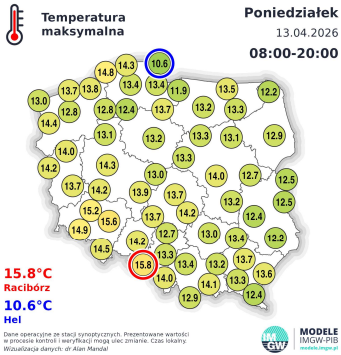 Temperatura
maksymalna
Poniedziałek
13.04.2026
08:00-20:00
14.8 14.3 10.6
13.7 13.8 13.4 13.4 11.9 13.5 12.2
13.0 12.8 12.8 12.4 13.7 13.2 13.3
14.4 13.1 13.2 13.3 13.1 12.9
14.0 14.3 13.3
14.2 13.0 14.0 12.7 12.5
13.7 14.2 13.9 14.2 13.2 12.5
15.2 15.6 13.7 12.7 12.4
14.9 14.2 13.0 13.4 12.2
14.5 13.3 13.4 13.2 13.7
15.8 14.0 14.1 13.3 13.6
12.9 12.4
15.8°C
Racibórz
10.6°C
Hel
Dane operacyjne ze stacji synoptycznych. Prezentowane wartości
w procesie kontroli i weryfikacji mogą ulec zmianie. Czas lokalny.
Wizualizacja danych: dr Alan Mandal
IM
GW
MODELE
IMGW-PIB